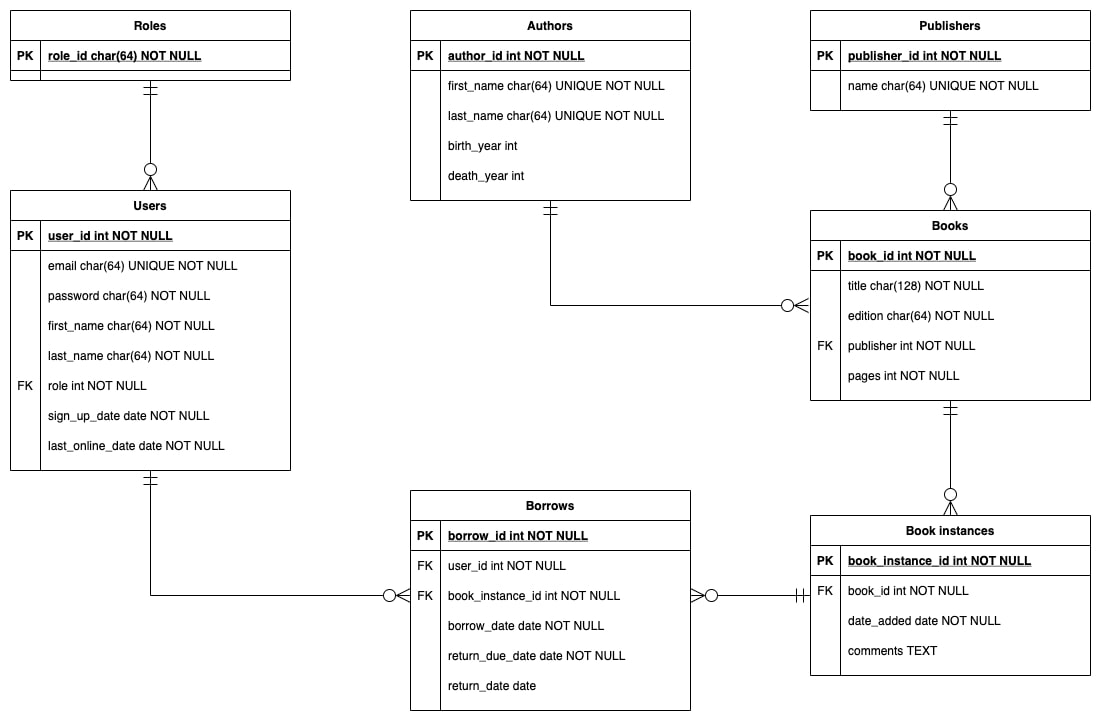 Roles
PK role_id char(64) NOT NULL
Authors
PK author_id int NOT NULL
first_name char(64) UNIQUE NOT NULL
last_name char(64) UNIQUE NOT NULL
birth_year int
death_year int
Publishers
PK publisher_id int NOT NULL
name char(64) UNIQUE NOT NULL
Users
PK user_id int NOT NULL
email char(64) UNIQUE NOT NULL
password char(64) NOT NULL
first_name char(64) NOT NULL
last_name char(64) NOT NULL
FK role int NOT NULL
sign_up_date date NOT NULL
last_online_date date NOT NULL
Books
PK book_id int NOT NULL
title char(128) NOT NULL
edition char(64) NOT NULL
FK publisher int NOT NULL
pages int NOT NULL
Borrows
PK borrow_id int NOT NULL
FK user_id int NOT NULL
FK book_instance_id int NOT NULL
borrow_date date NOT NULL
return_due_date date NOT NULL
return_date date
Book instances
PK book_instance_id int NOT NULL
FK book_id int NOT NULL
date_added date NOT NULL
comments TEXT